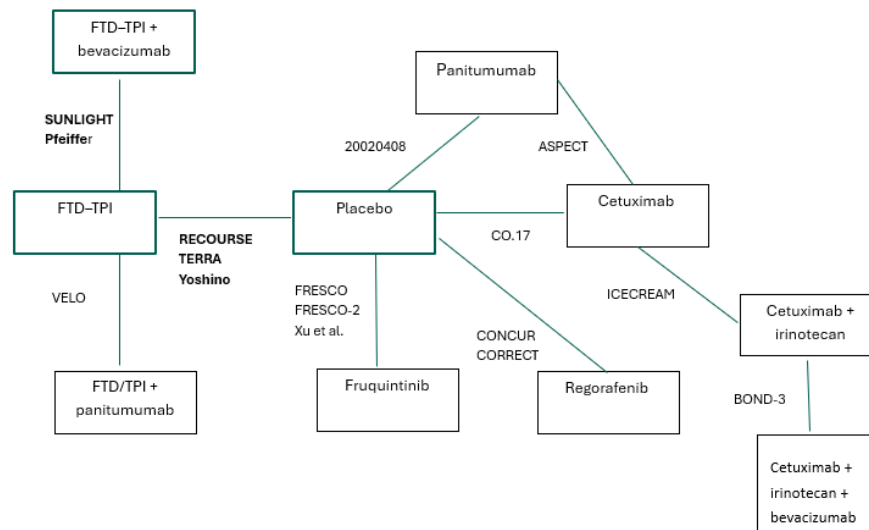 FTD–TPI +
bevacizumab
Panitumumab
SUNLIGHT
Pfeiffer
20020408
ASPECT
FTD–TPI
Placebo
Cetuximab
RECOURSE
TERRA
Yoshino
CO.17
VELO
FRESCO
FRESCO-2
Xu et al.
ICECREAM
CONCUR
CORRECT
Cetuximab +
irinotecan
FTD/TPI +
panitumumab
Fruquintinib
Regorafenib
BOND-3
Cetuximab +
irinotecan +
bevacizumab